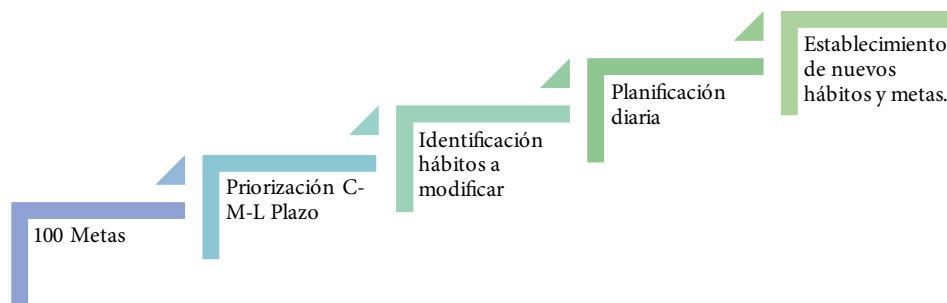 100 Metas
Priorización C-
M-L Plazo
Identificación
hábitos a
modificar
Planificación
diaria
Establecimiento
de nuevos
hábitos y metas.